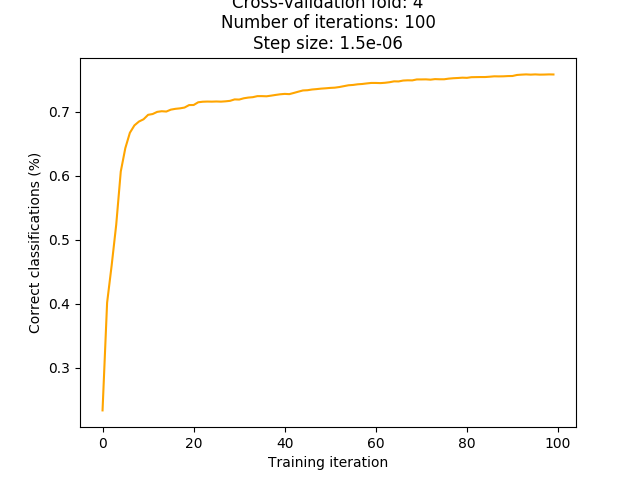 Cross-validation fold: 4
Number of iterations: 100
Step size: 1.5e-06
0.7
0.6
0.5
0.4
0.3
Correct classifications (%)
0 20 40 60 80 100
Training iteration